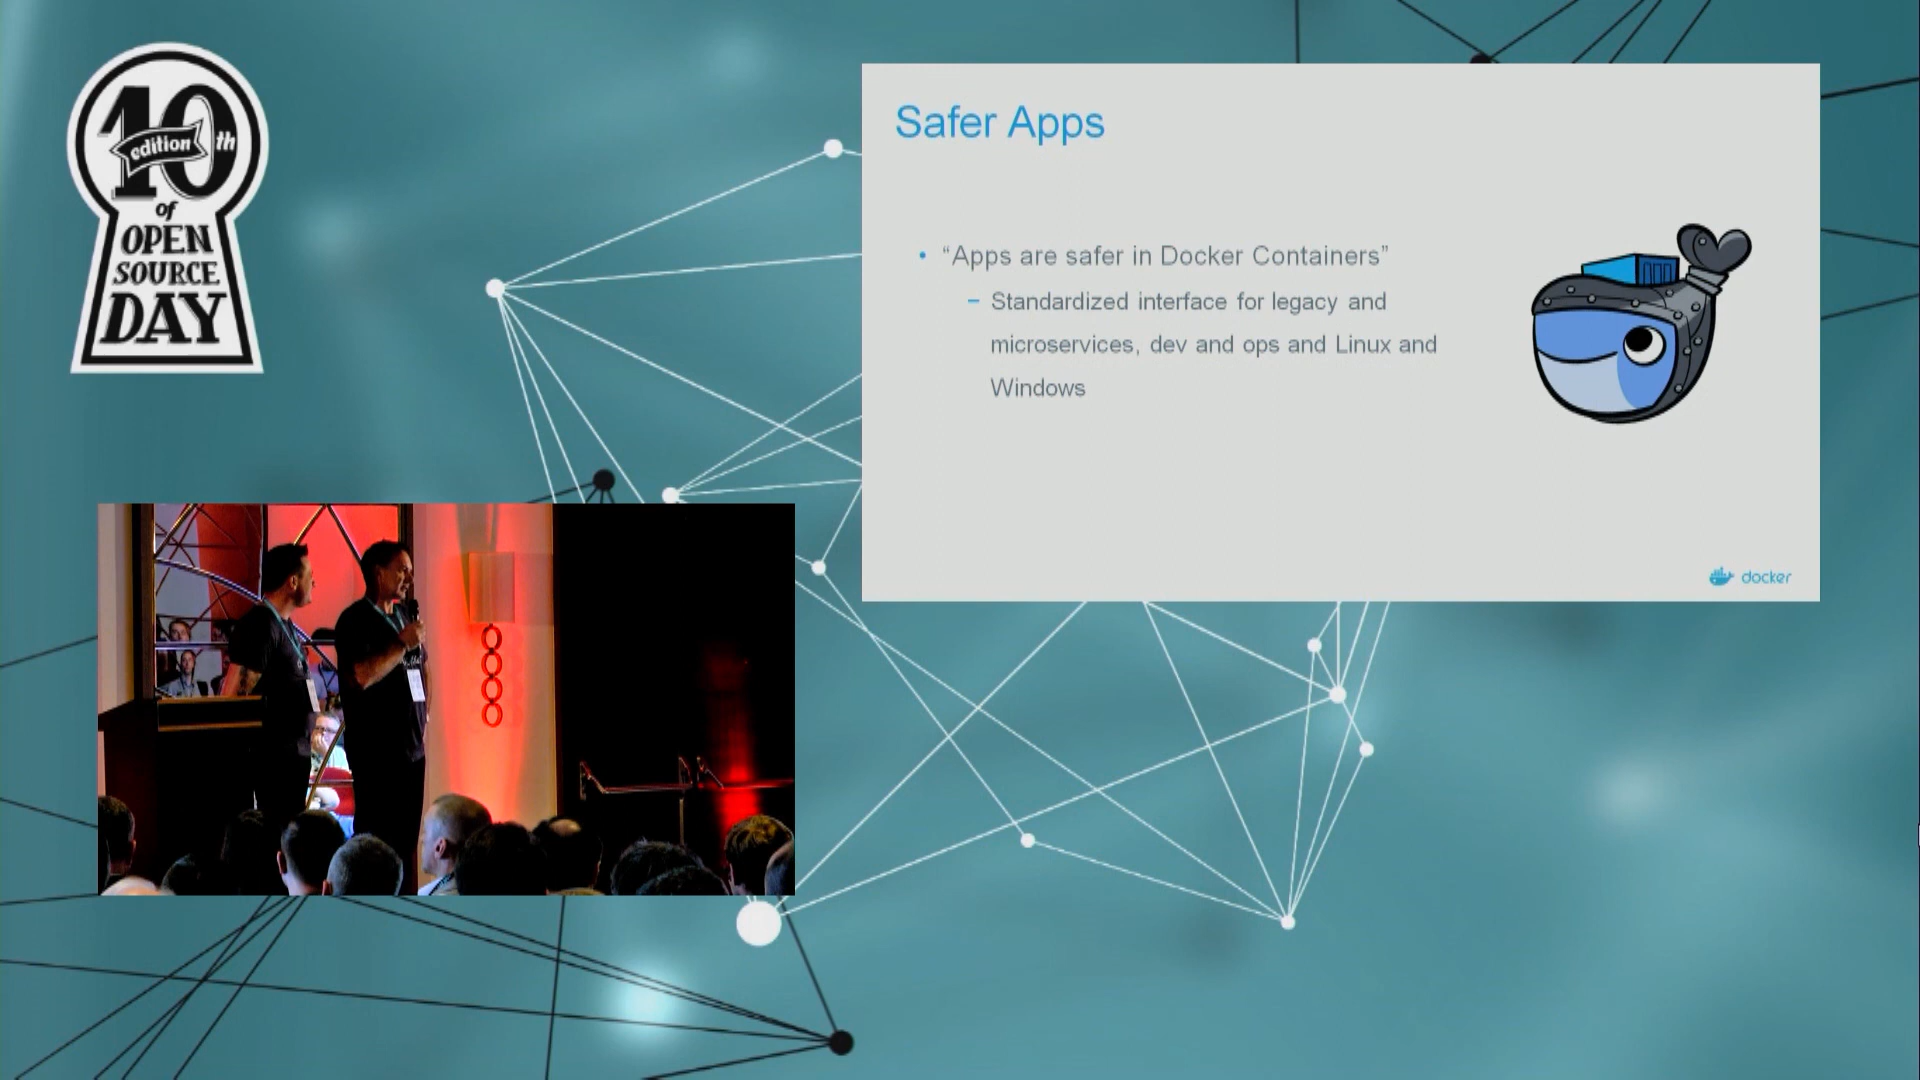 10th
edition
of
OPEN
SOURCE
DAY
Safer Apps
• “Apps are safer in Docker Containers”
– Standardized interface for legacy and
microservices, dev and ops and Linux and
Windows
docker